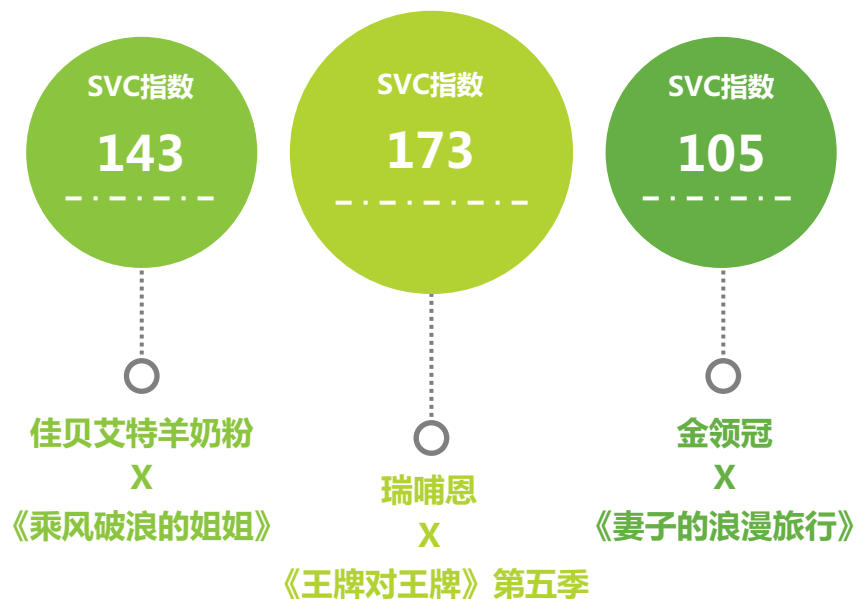 SVC指数
143
佳贝艾特羊奶粉
X
《乘风破浪的姐姐》
SVC指数
173
瑞哺恩
X
《王牌对王牌》第五季
SVC指数
105
金领冠
X
《妻子的浪漫旅行》